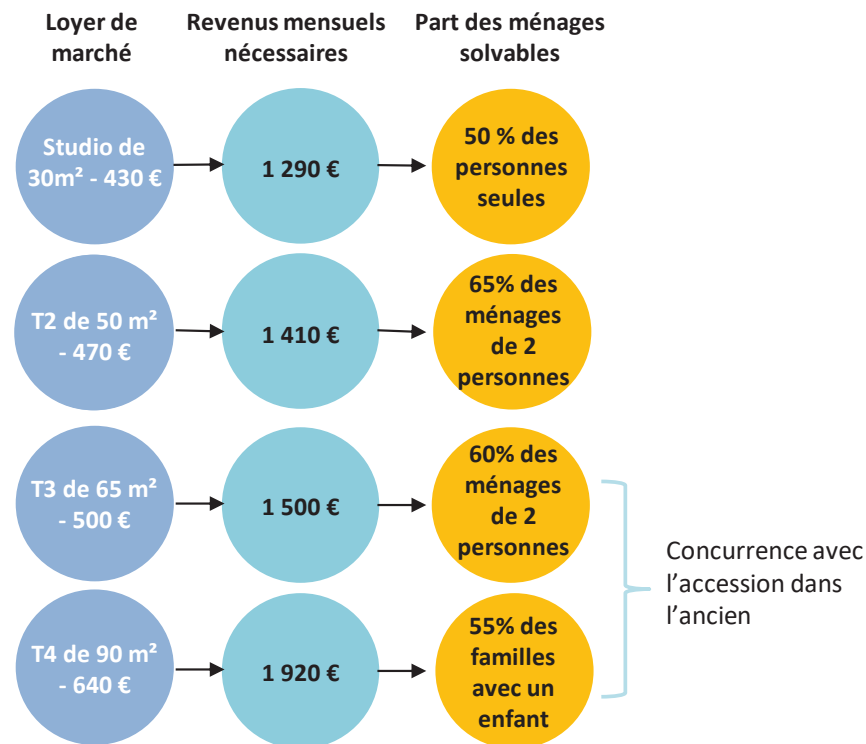 Loyer de
marché
Revenus mensuels
nécessaires
Part des ménages
solvables
Studio de
30m² - 430 €
1 290 €
50 % des
personnes
seules
T2 de 50 m²
- 470 €
1 410 €
65% des
ménages
de 2
personnes
T3 de 65 m²
- 500 €
1 500 €
60% des
ménages
de 2
personnes
T4 de 90 m²
- 640 €
1 920 €
55% des
familles
avec un
enfant
Concurrence avec
l’accession dans
l’ancien